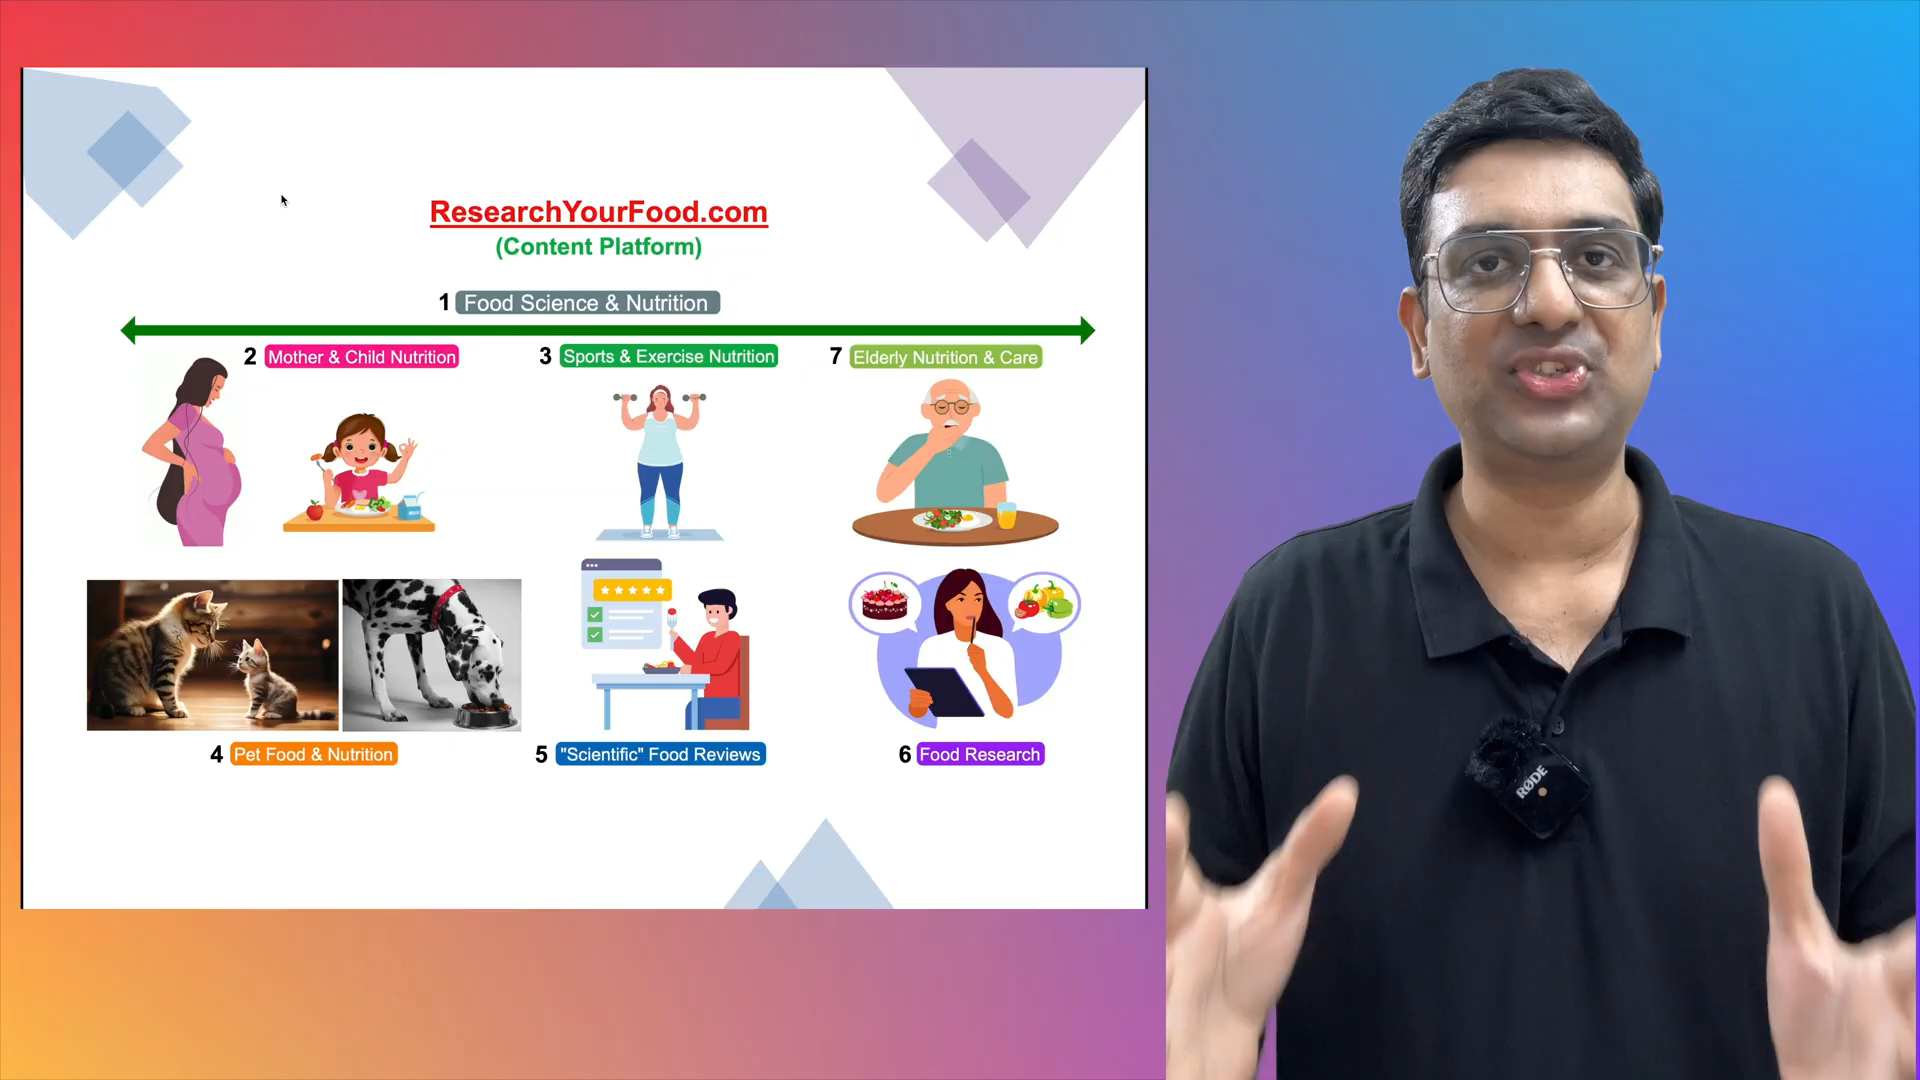 ResearchYourFood.com
(Content Platform)
1 Food Science & Nutrition
2 Mother & Child Nutrition
3 Sports & Exercise Nutrition
7 Elderly Nutrition & Care
4 Pet Food & Nutrition
5 "Scientific" Food Reviews
6 Food Research
RØDE